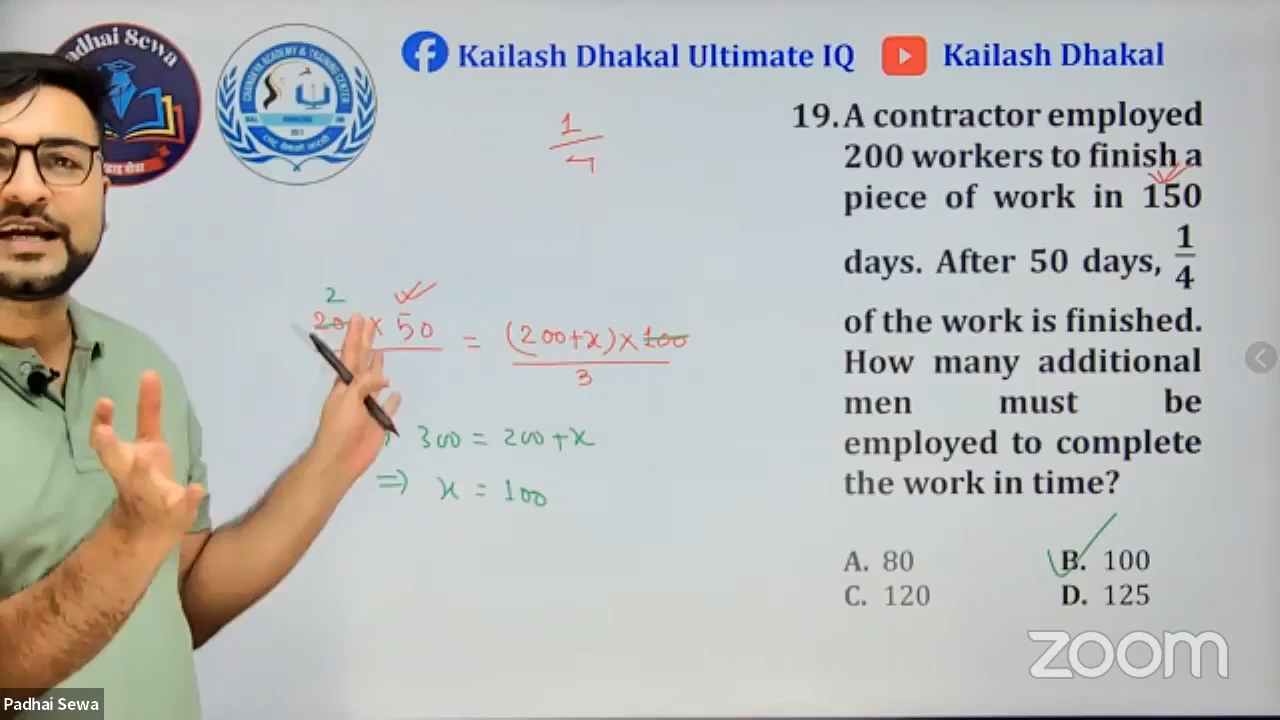 Padhai Sewa
Kailash Dhakal Ultimate IQ
Kailash Dhakal
1
4
19. A contractor employed
200 workers to finish a
piece of work in 150
days. After 50 days, 1/4
of the work is finished.
How many additional
men must be
employed to complete
the work in time?
A. 80 B. 100
C. 120 D. 125
2
200 × 50 = (200+x) × 100
3
300 = 200 + x
⇒ x = 100
zoom
Padhai Sewa